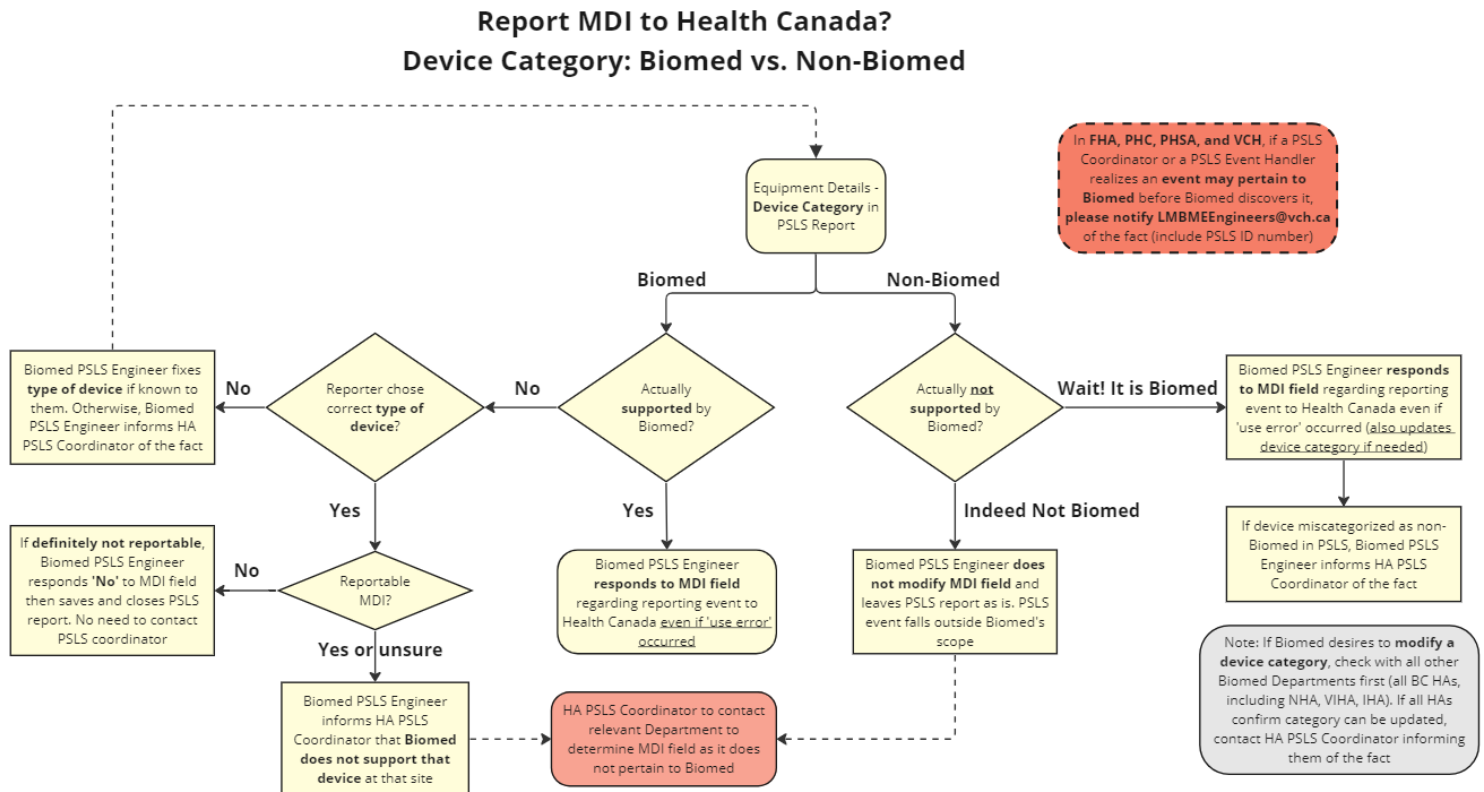 Report MDI to Health Canada?
Device Category: Biomed vs. Non-Biomed
In FHA, PHC, PHSA, and VCH, if a PSLS
Coordinator or a PSLS Event Handler
realizes an event may pertain to
Biomed before Biomed discovers it,
please notify LMBMEEngineers@vch.ca
of the fact (include PSLS ID number)
Equipment Details -
Device Category in
PSLS Report
Biomed
Non-Biomed
Biomed PSLS Engineer fixes
type of device if known to
them. Otherwise, Biomed
PSLS Engineer informs HA
PSLS Coordinator of the fact
No
Reporter chose
correct type of
device?
No
Actually
supported by
Biomed?
Actually not
supported by
Biomed?
Wait! It is Biomed
Biomed PSLS Engineer responds
to MDI field regarding reporting
event to Health Canada even if
'use error' occurred (also updates
device category if needed)
Yes
Yes
Indeed Not Biomed
If definitely not reportable,
Biomed PSLS Engineer
responds 'No' to MDI field
then saves and closes PSLS
report. No need to contact
PSLS coordinator
No
Reportable
MDI?
Biomed PSLS Engineer
responds to MDI field
regarding reporting event to
Health Canada even if 'use error'
occurred
Biomed PSLS Engineer does
not modify MDI field and
leaves PSLS report as is. PSLS
event falls outside Biomed's
scope
If device miscategorized as non-
Biomed in PSLS, Biomed PSLS
Engineer informs HA PSLS
Coordinator of the fact
Yes or unsure
Biomed PSLS Engineer
informs HA PSLS
Coordinator that Biomed
does not support that
device at that site
HA PSLS Coordinator to contact
relevant Department to
determine MDI field as it does
not pertain to Biomed
Note: If Biomed desires to modify a
device category, check with all other
Biomed Departments first (all BC HAs,
including NHA, VIHA, IHA). If all HAs
confirm category can be updated,
contact HA PSLS Coordinator informing
them of the fact